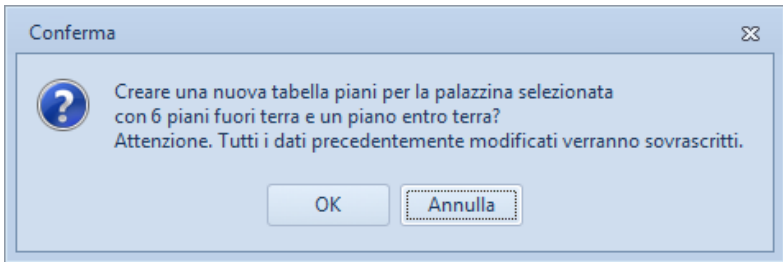 Conferma
Creare una nuova tabella piani per la palazzina selezionata
con 6 piani fuori terra e un piano entro terra?
Attenzione. Tutti i dati precedentemente modificati verranno sovrascritti.
OK
Annulla